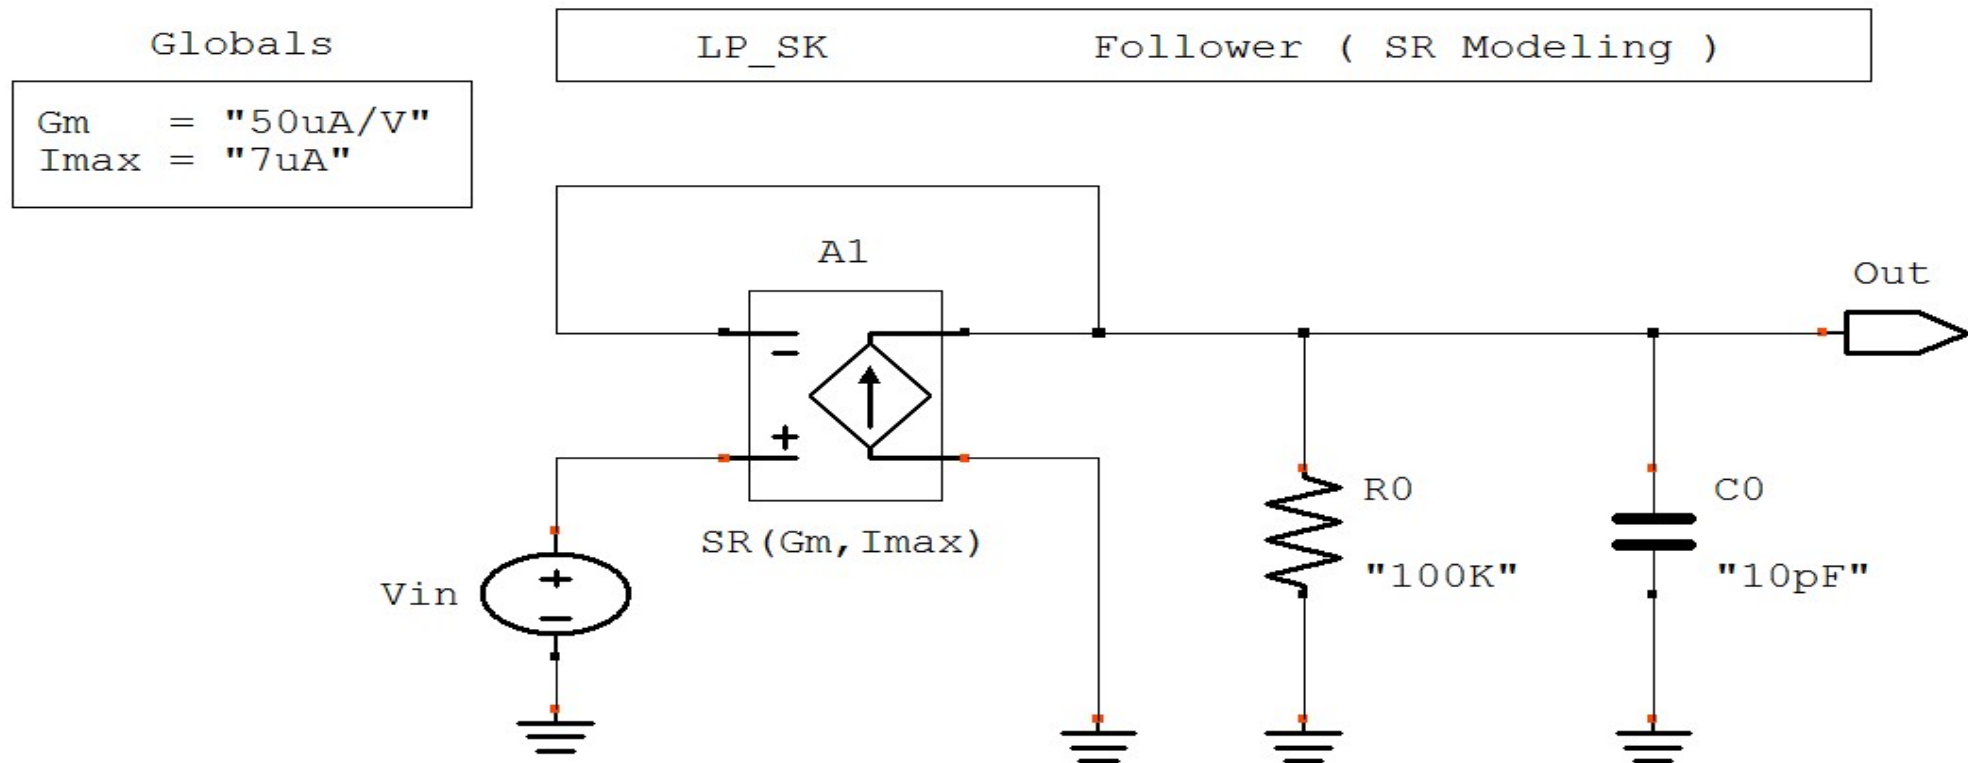 Globals
LP_SK Follower ( SR Modeling )
Gm = "50uA/V"
Imax = "7uA"
A1
Out
-
+
R0
C0
SR(Gm,Imax)
"100K"
"10pF"
Vin
+
-